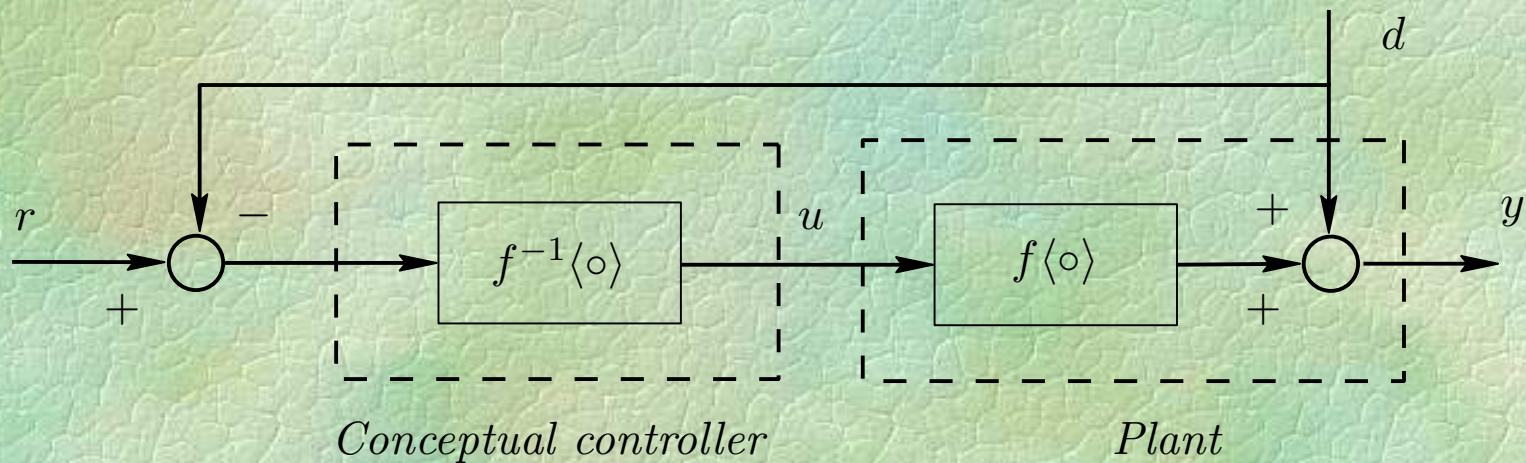 d
r
−
u
+
y
f⁻¹⟨∘⟩
f⟨∘⟩
+
+
Conceptual controller
Plant